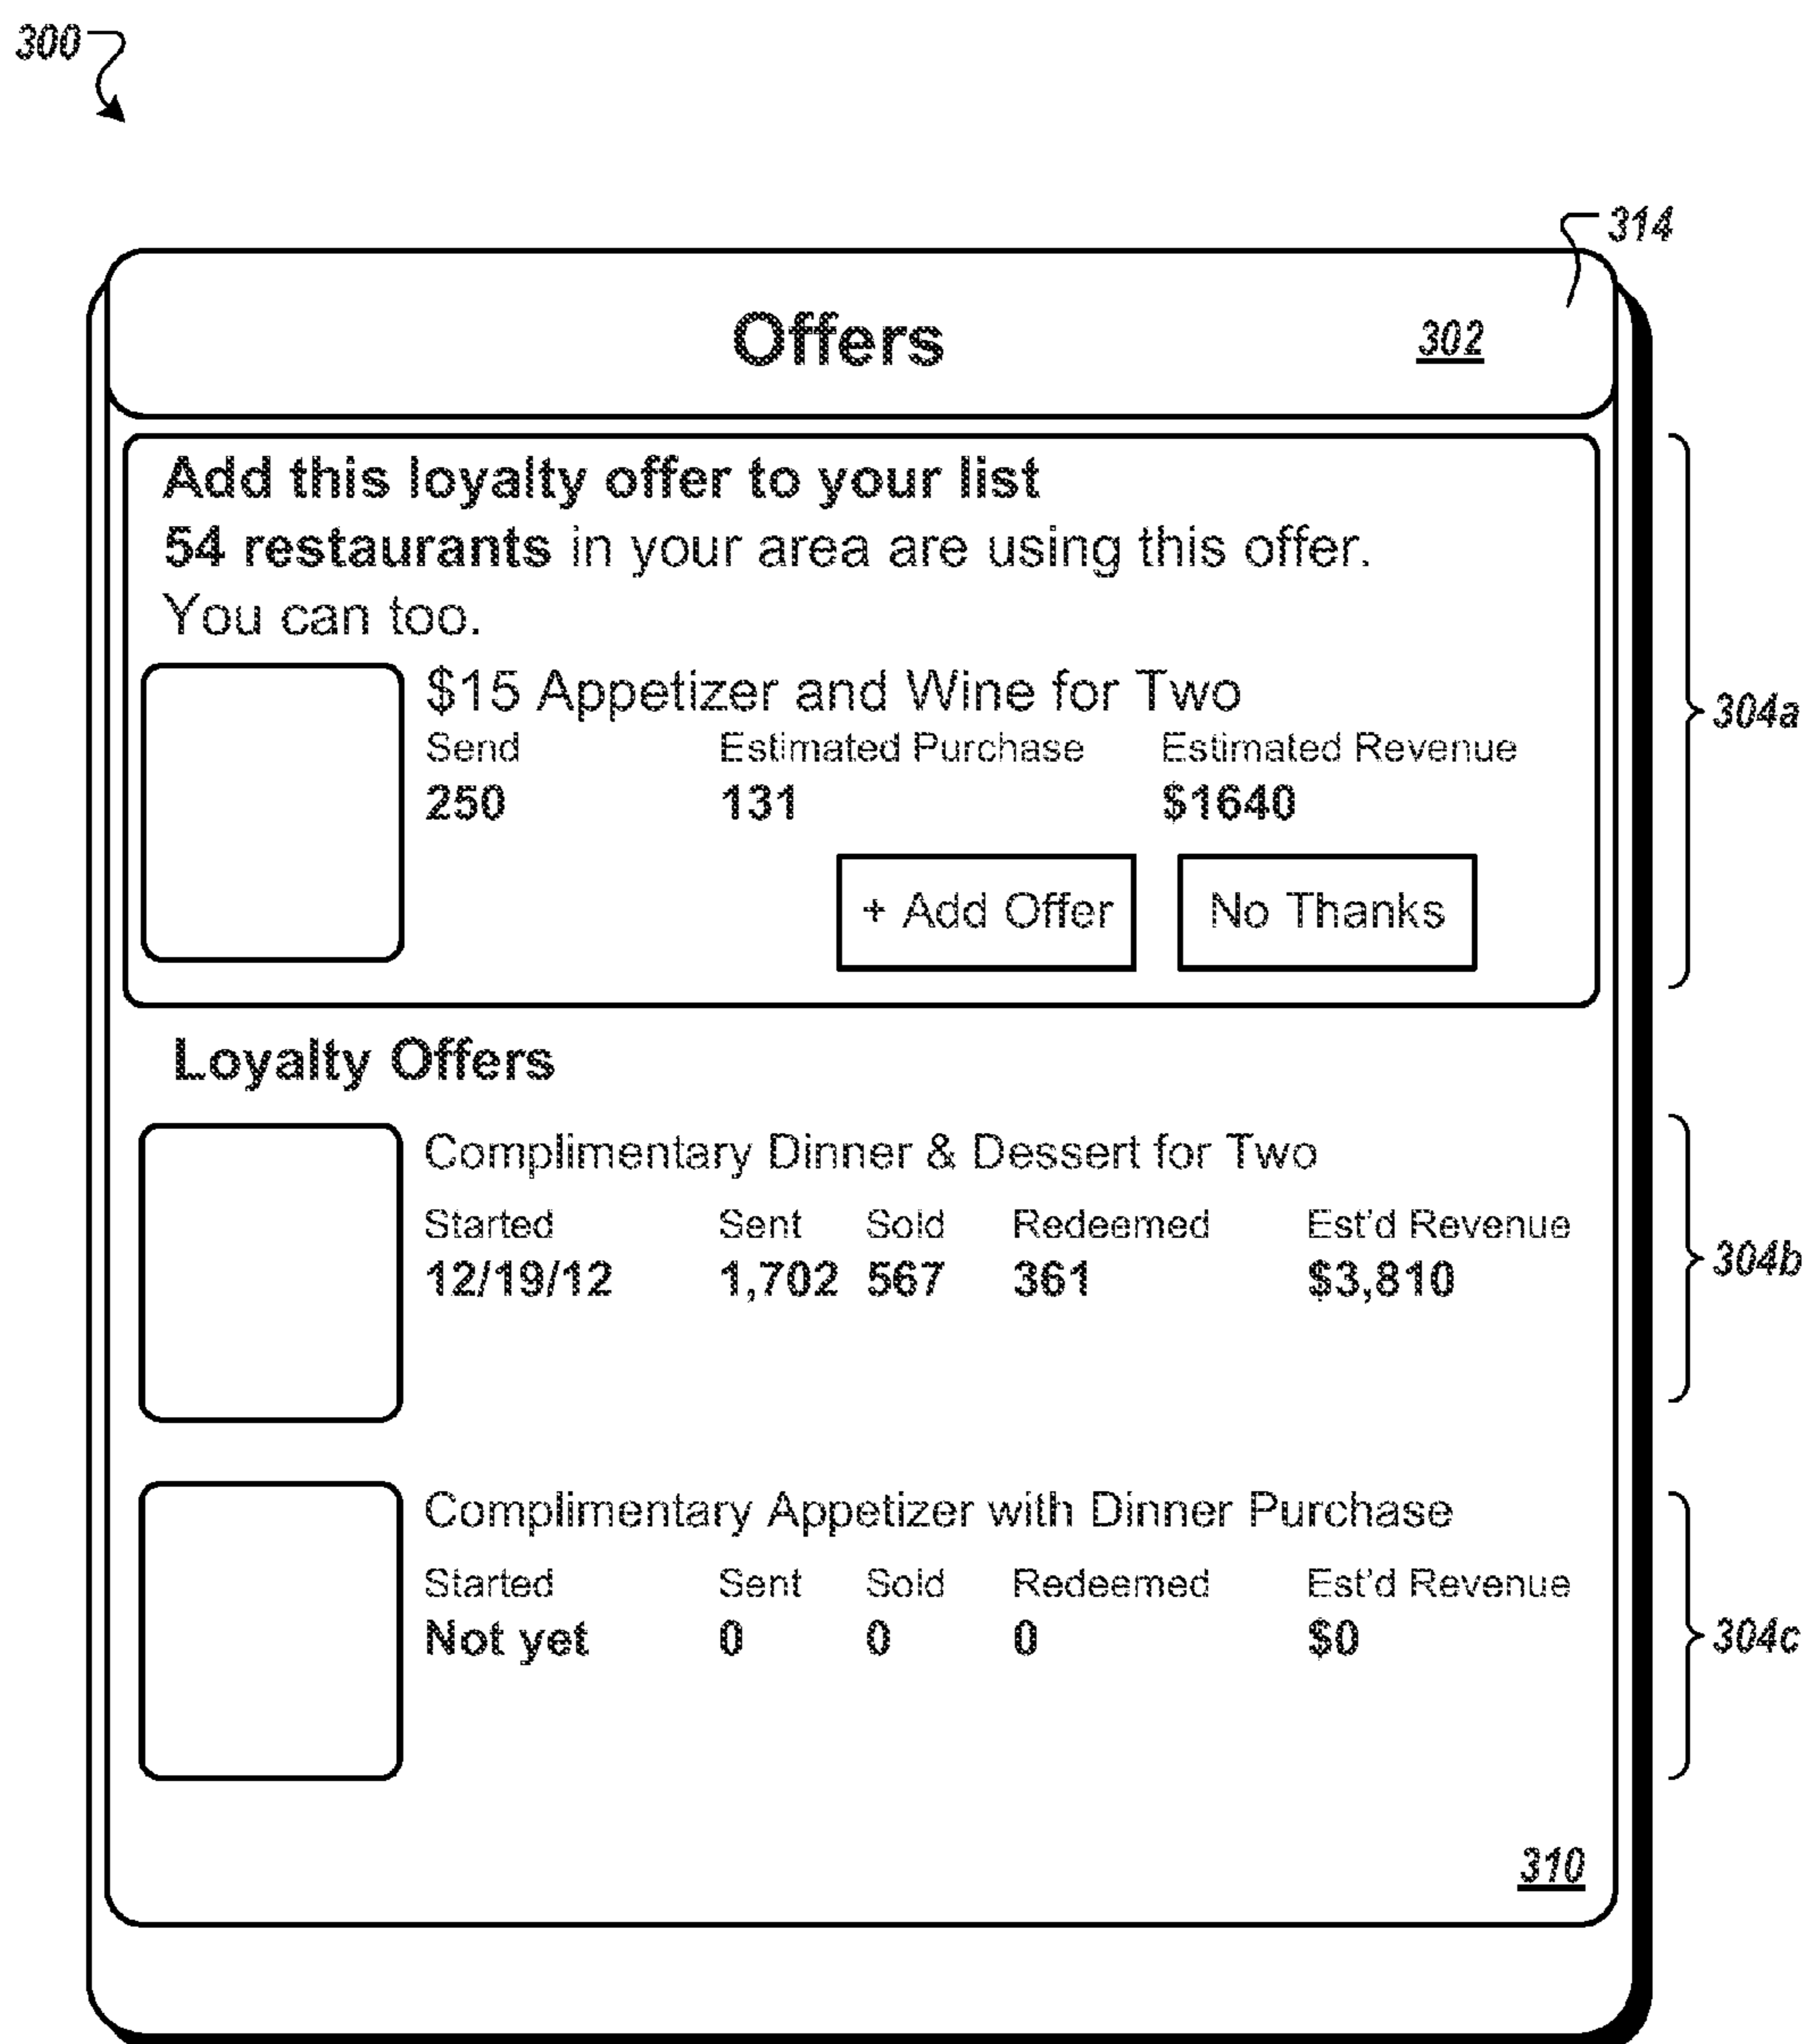 300
314
Offers
302
Add this loyalty offer to your list
54 restaurants in your area are using this offer.
You can too.
$15 Appetizer and Wine for Two
Send Estimated Purchase Estimated Revenue
250 131 $1640
+ Add Offer No Thanks
304a
Loyalty Offers
Complimentary Dinner & Dessert for Two
Started Sent Sold Redeemed Est'd Revenue
12/19/12 1,702 567 361 $3,810
304b
Complimentary Appetizer with Dinner Purchase
Started Sent Sold Redeemed Est'd Revenue
Not yet 0 0 0 $0
304c
310